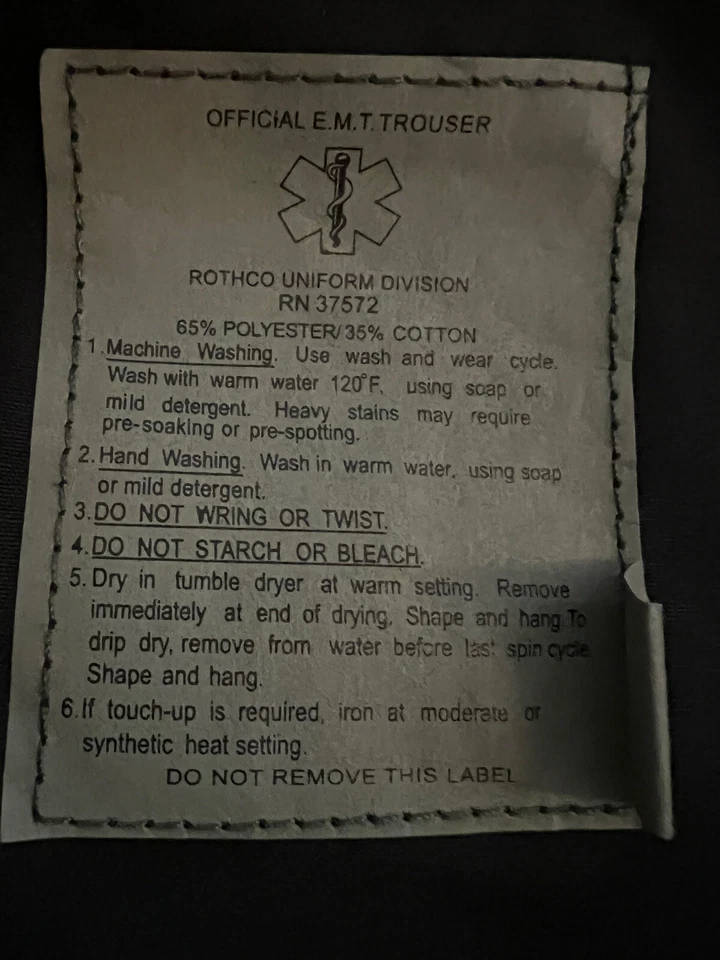 OFFICIAL E.M.T. TROUSER
ROTHCO UNIFORM DIVISION
RN 37572
65% POLYESTER/35% COTTON
1. Machine Washing. Use wash and wear cycle.
Wash with warm water 120°F, using soap or
mild detergent. Heavy stains may require
pre-soaking or pre-spotting.
2. Hand Washing. Wash in warm water, using soap
or mild detergent.
3. DO NOT WRING OR TWIST.
4. DO NOT STARCH OR BLEACH.
5. Dry in tumble dryer at warm setting. Remove
immediately at end of drying. Shape and hang. To
drip dry, remove from water before last spin cycle.
Shape and hang.
6. If touch-up is required, iron at moderate or
synthetic heat setting.
DO NOT REMOVE THIS LABEL